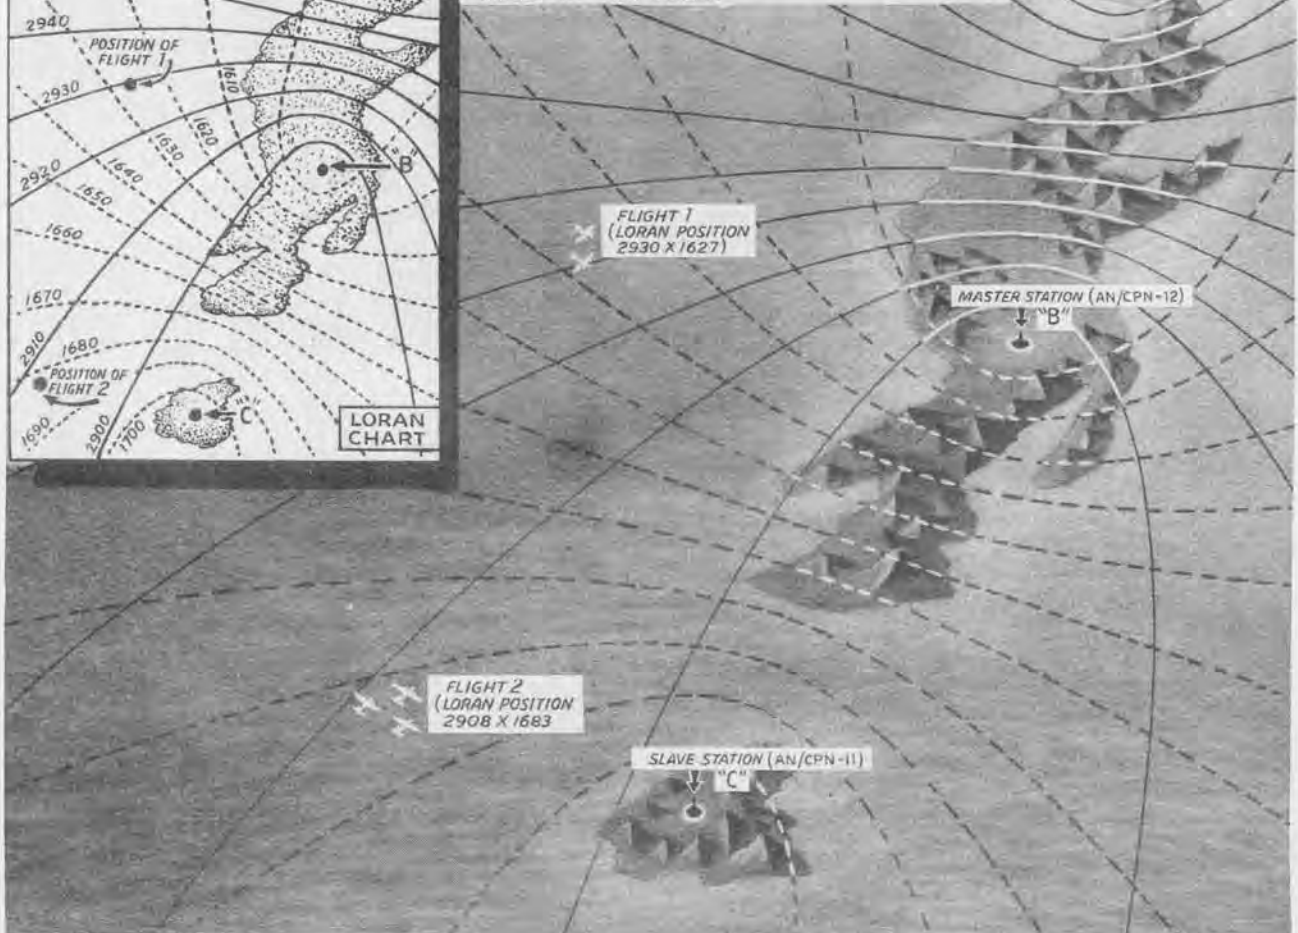 2940
POSITION OF
FLIGHT 1
2930
1610
1620
1630
2920
1640
1650
"B"
1660
1670
2910
1680
POSITION OF
FLIGHT 2
1690
2900
1700
"C"
LORAN
CHART
FLIGHT 1
(LORAN POSITION
2930 X 1627)
MASTER STATION (AN/CPN-12)
"B"
FLIGHT 2
(LORAN POSITION
2908 X 1683
SLAVE STATION (AN/CPN-11)
"C"